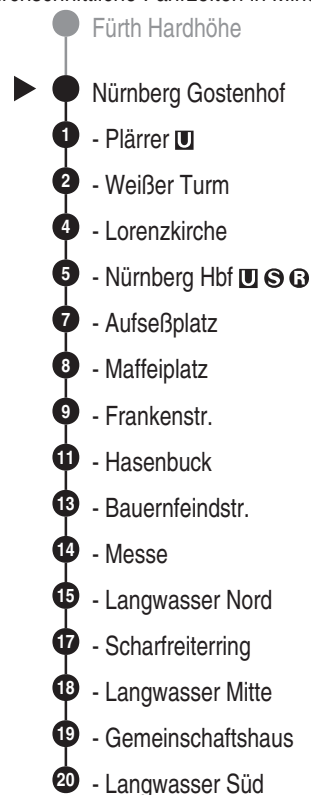 Fürth Hardhöhe
Nürnberg Gostenhof
1 - Plärrer U
2 - Weißer Turm
4 - Lorenzkirche
5 - Nürnberg Hbf U S R
7 - Aufseßplatz
8 - Maffeiplatz
9 - Frankenstr.
11 - Hasenbuck
13 - Bauernfeindstr.
14 - Messe
15 - Langwasser Nord
17 - Scharfreiterring
18 - Langwasser Mitte
19 - Gemeinschaftshaus
20 - Langwasser Süd